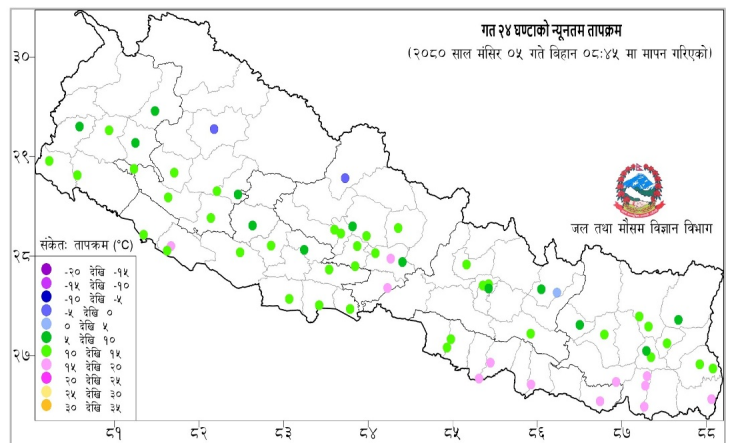 गत २४ घण्टाको न्यूनतम तापक्रम
(२०८० साल मंसिर ०५ गते बिहान ०८:४५ मा मापन गरिएको)
३०
२९
२८
२७
जल तथा मौसम विज्ञान विभाग
संकेतः तापक्रम (°C)
-२० देखि -१५
-१५ देखि -१०
-१० देखि -५
-५ देखि ०
० देखि ५
५ देखि १०
१० देखि १५
१५ देखि २०
२० देखि २५
२५ देखि ३०
३० देखि ३५
८१ ८२ ८३ ८४ ८५ ८६ ८७ ८८